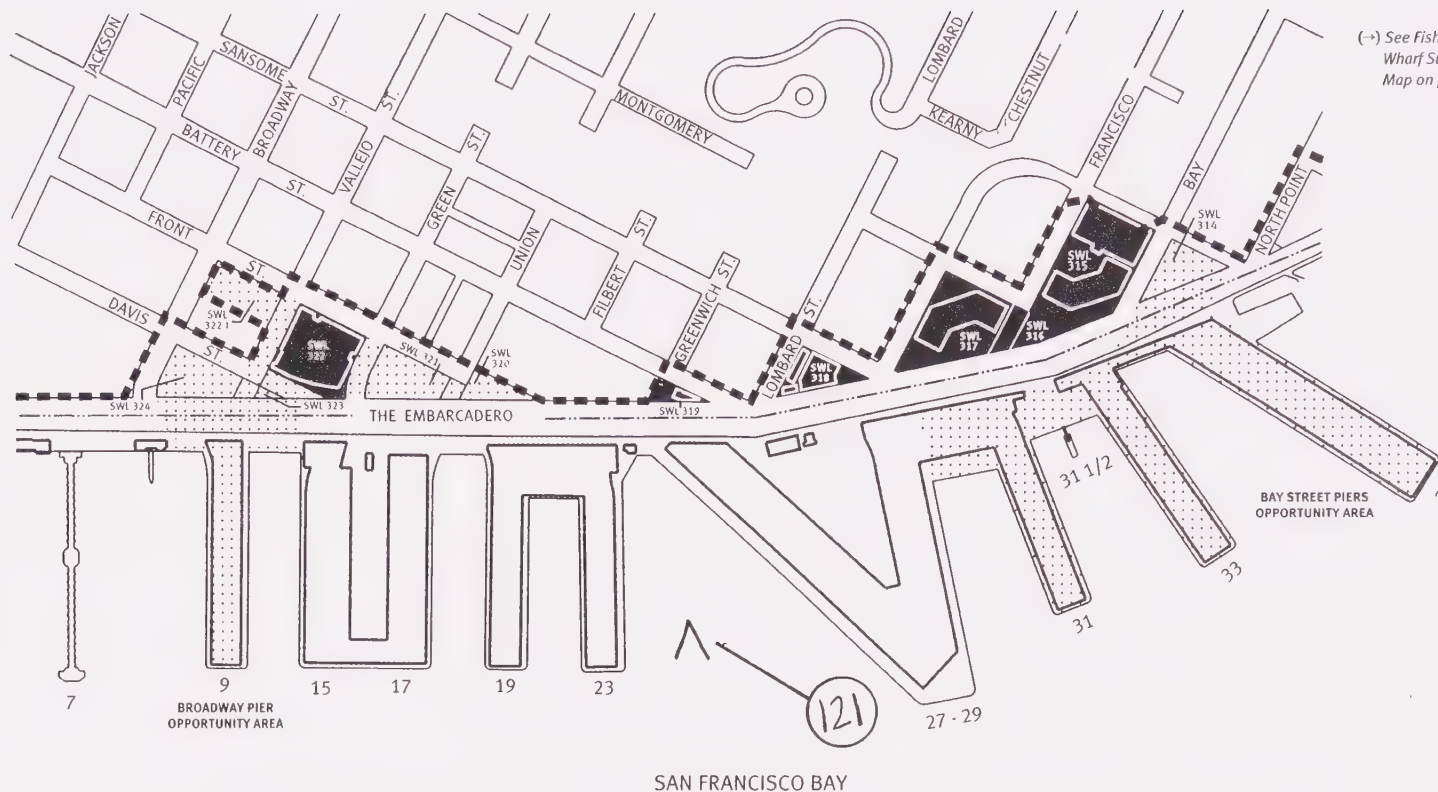 JACKSON
PACIFIC
SANSOME
ST.
BROADWAY
ST.
BATTERY
ST.
VALLEJO
GREEN
ST.
MONTGOMERY
LOMBARD
KEARNY
CHESTNUT
FRANCISCO
BAY
NORTH POINT
(→) See Fish
Wharf Su
Map on
FRONT
ST.
DAVIS
ST.
UNION
FILBERT
ST.
GREENWICH ST.
LOMBARD
ST.
SWL
322 1
SWL
322
SWL 324
SWL 323
SWL 321
SWL
320
SWL 319
SWL
318
SWL
317
SWL
316
SWL
315
SWL
314
THE EMBARCADERO
7
9
BROADWAY PIER
OPPORTUNITY AREA
15
17
19
23
27 - 29
31
31 1/2
33
BAY STREET PIERS
OPPORTUNITY AREA
121
SAN FRANCISCO BAY